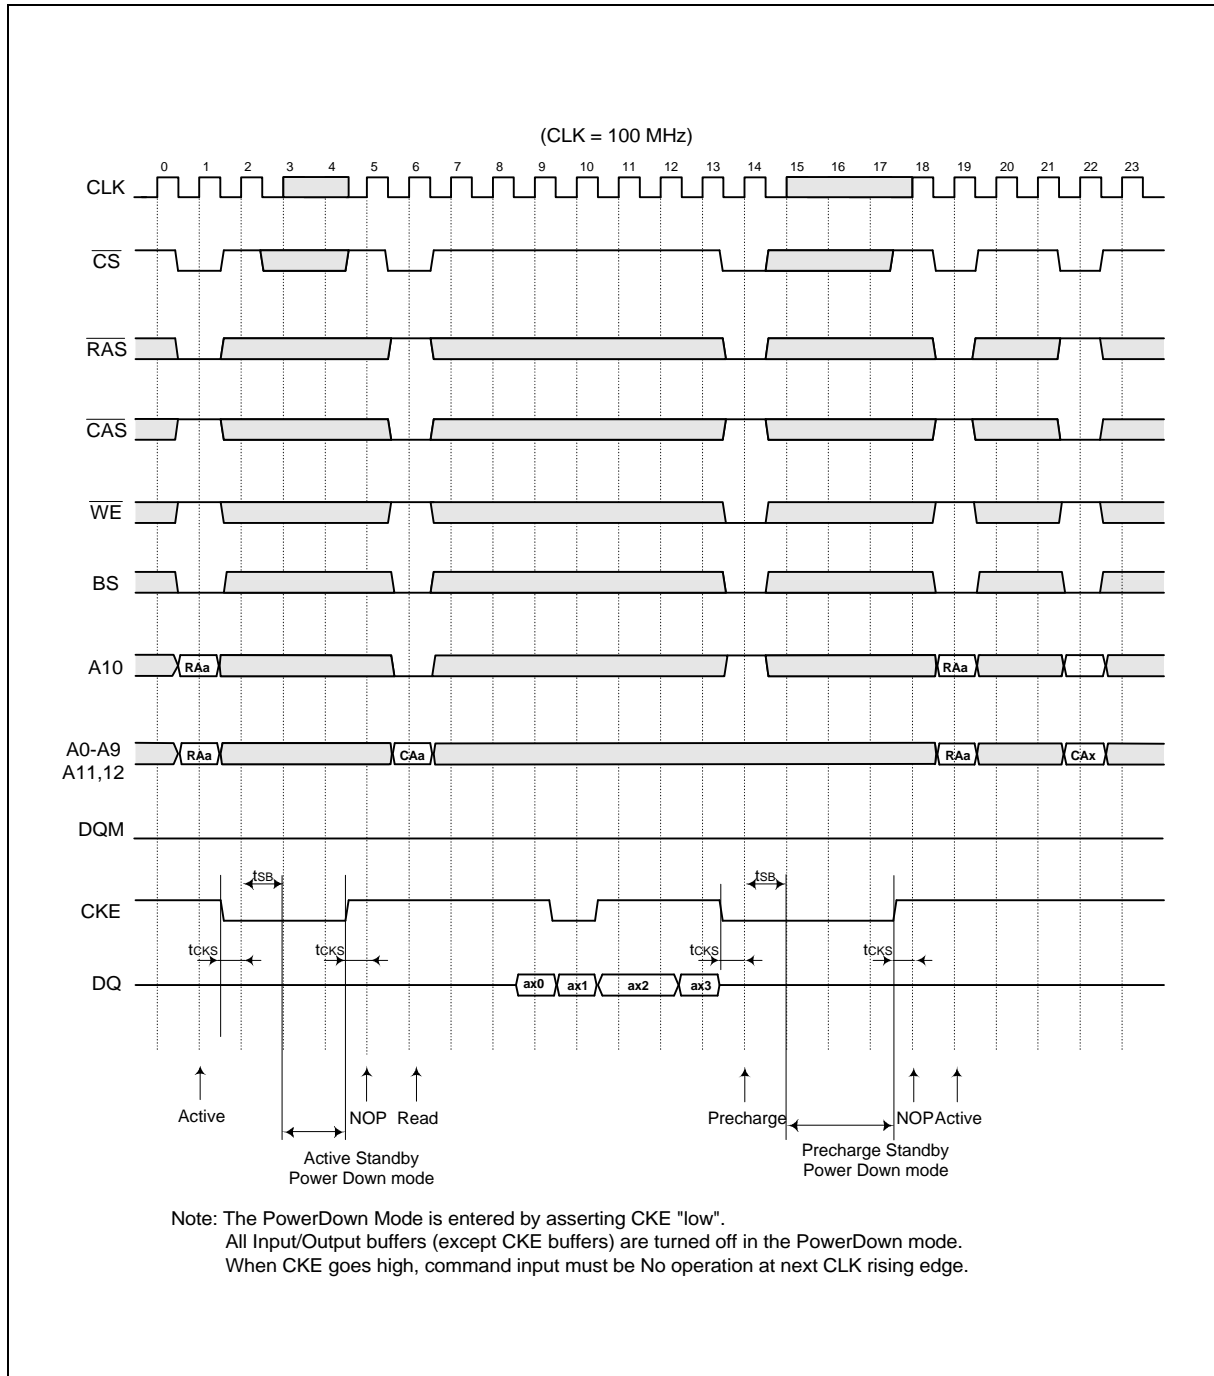 (CLK = 100 MHz)
0 1 2 3 4 5 6 7 8 9 10 11 12 13 14 15 16 17 18 19 20 21 22 23
CLK
CS
RAS
CAS
WE
BS
A10 RAa RAa
A0-A9 RAa CAa RAa CAx
A11,12
DQM
tSB tSB
CKE
tCKS tCKS tCKS tCKS
DQ ax0 ax1 ax2 ax3
Active NOP Read Precharge NOP Active
Active Standby
Power Down mode
Precharge Standby
Power Down mode
Note: The PowerDown Mode is entered by asserting CKE "low".
All Input/Output buffers (except CKE buffers) are turned off in the PowerDown mode.
When CKE goes high, command input must be No operation at next CLK rising edge.